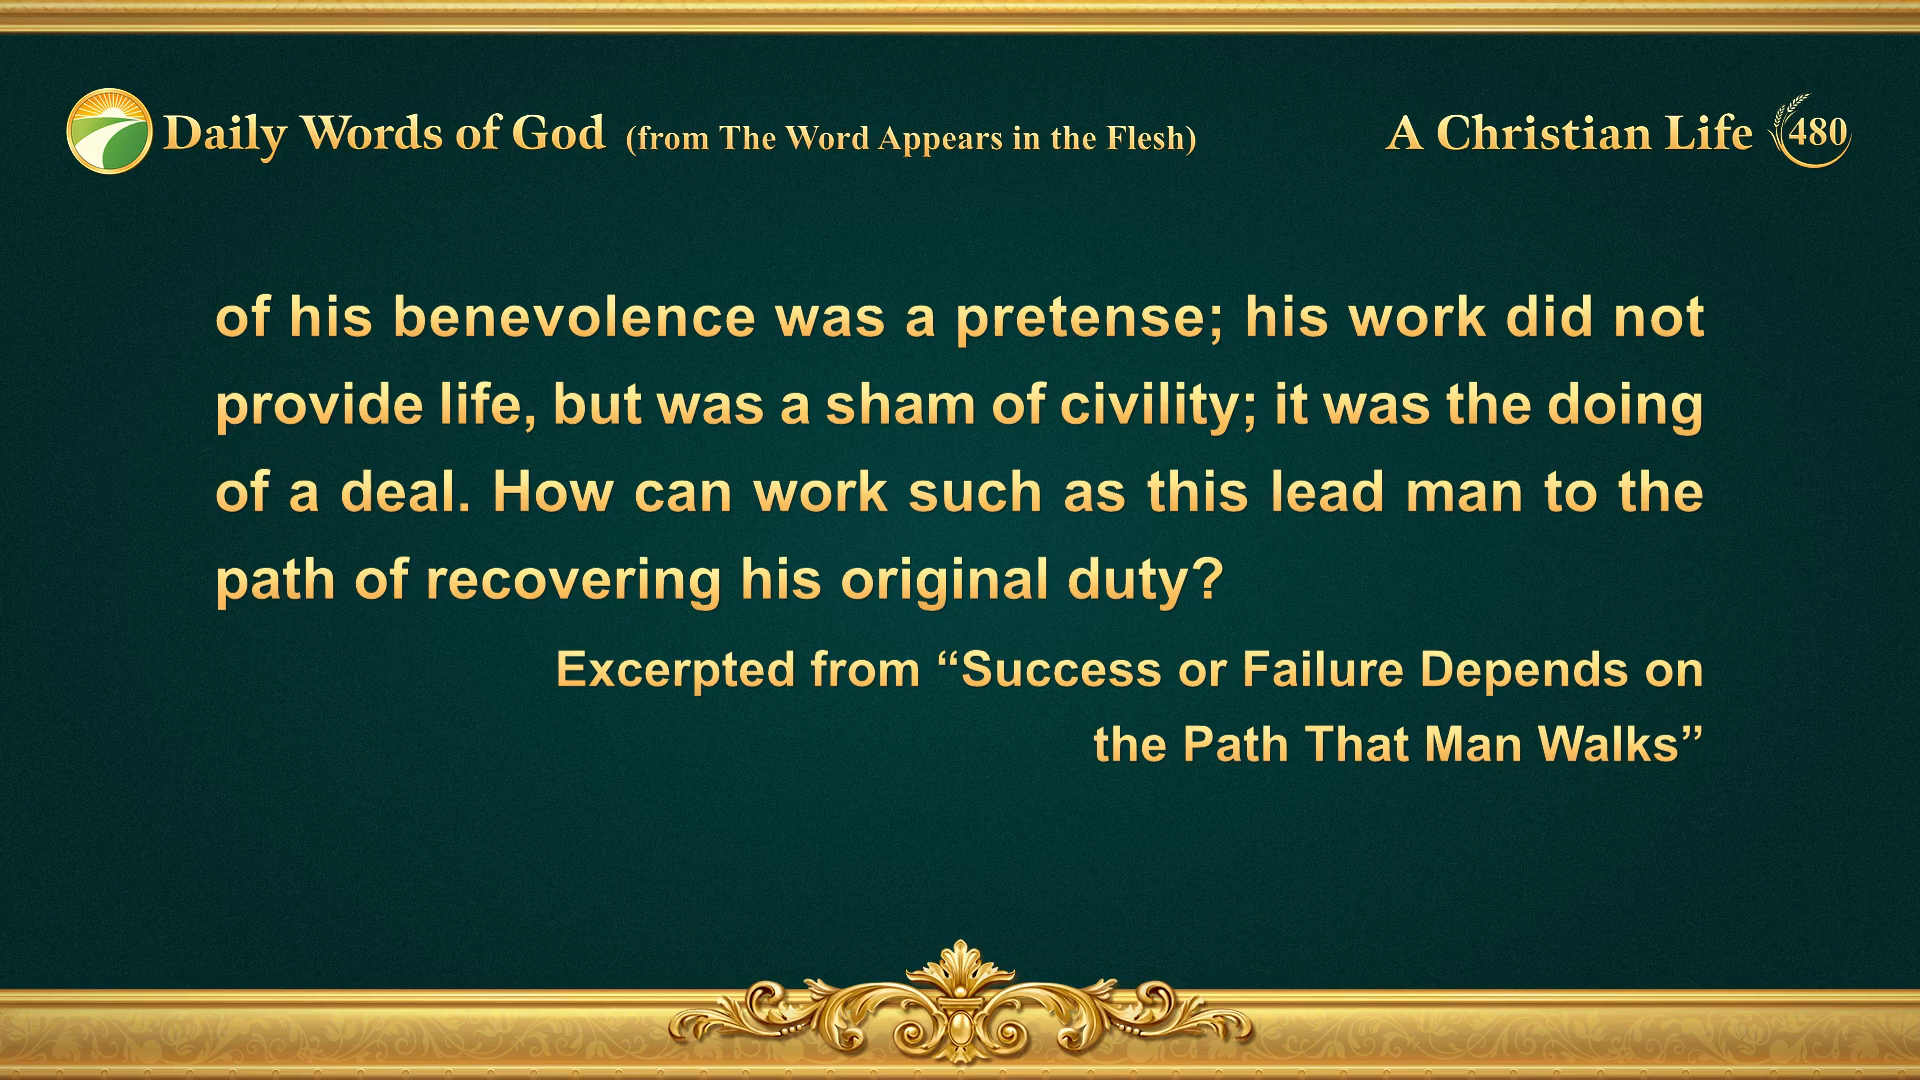 Daily Words of God (from The Word Appears in the Flesh)
A Christian Life 480
of his benevolence was a pretense; his work did not
provide life, but was a sham of civility; it was the doing
of a deal. How can work such as this lead man to the
path of recovering his original duty?
Excerpted from “Success or Failure Depends on
the Path That Man Walks”